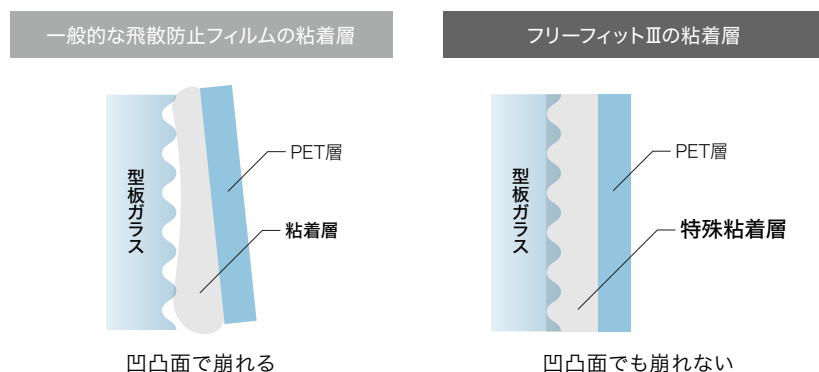 一般的な飛散防止フィルムの粘着層
型板ガラス
PET層
粘着層
凹凸面で崩れる
フリーフィットⅢの粘着層
型板ガラス
PET層
特殊粘着層
凹凸面でも崩れない